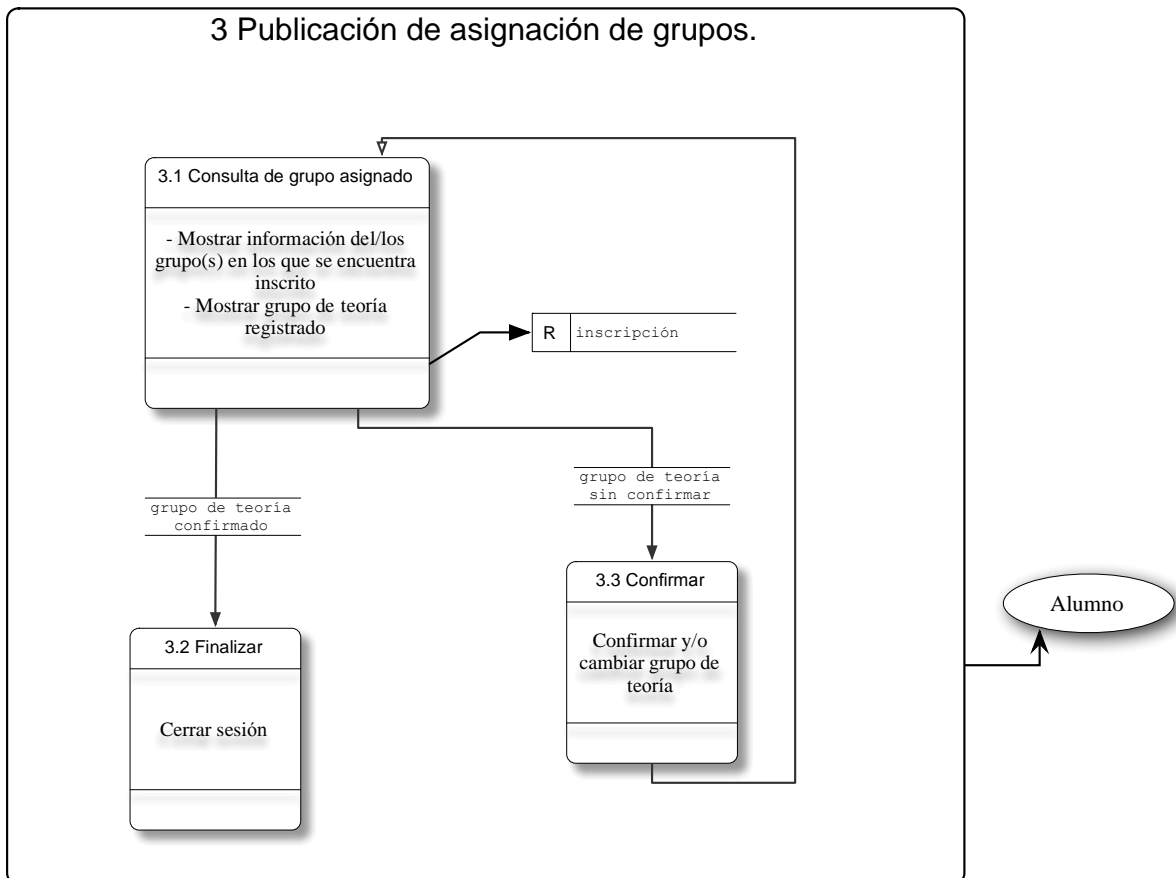 3 Publicación de asignación de grupos.
3.1 Consulta de grupo asignado
- Mostrar información del/los
grupo(s) en los que se encuentra
inscrito
- Mostrar grupo de teoría
registrado
R
inscripción
grupo de teoría
confirmado
grupo de teoría
sin confirmar
3.2 Finalizar
Cerrar sesión
3.3 Confirmar
Confirmar y/o
cambiar grupo de
teoría
Alumno